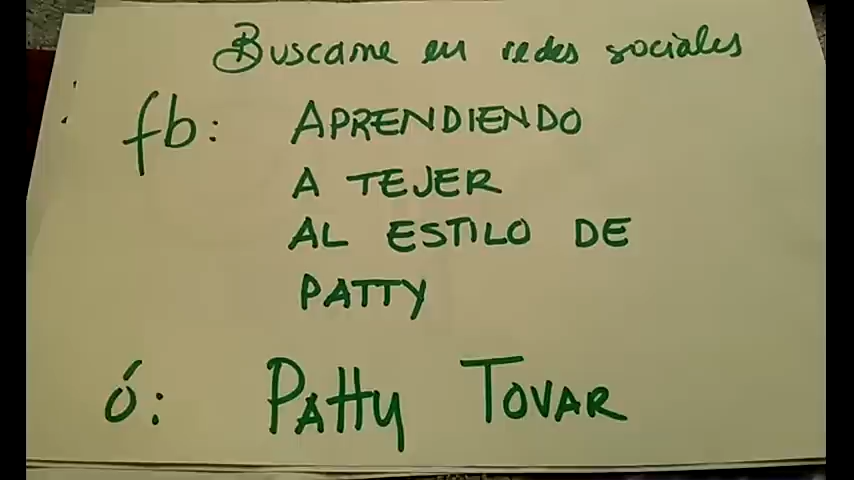 Buscame en redes sociales
fb: APRENDIENDO
A TEJER
AL ESTILO DE
PATTY
ó: Patty TOVAR